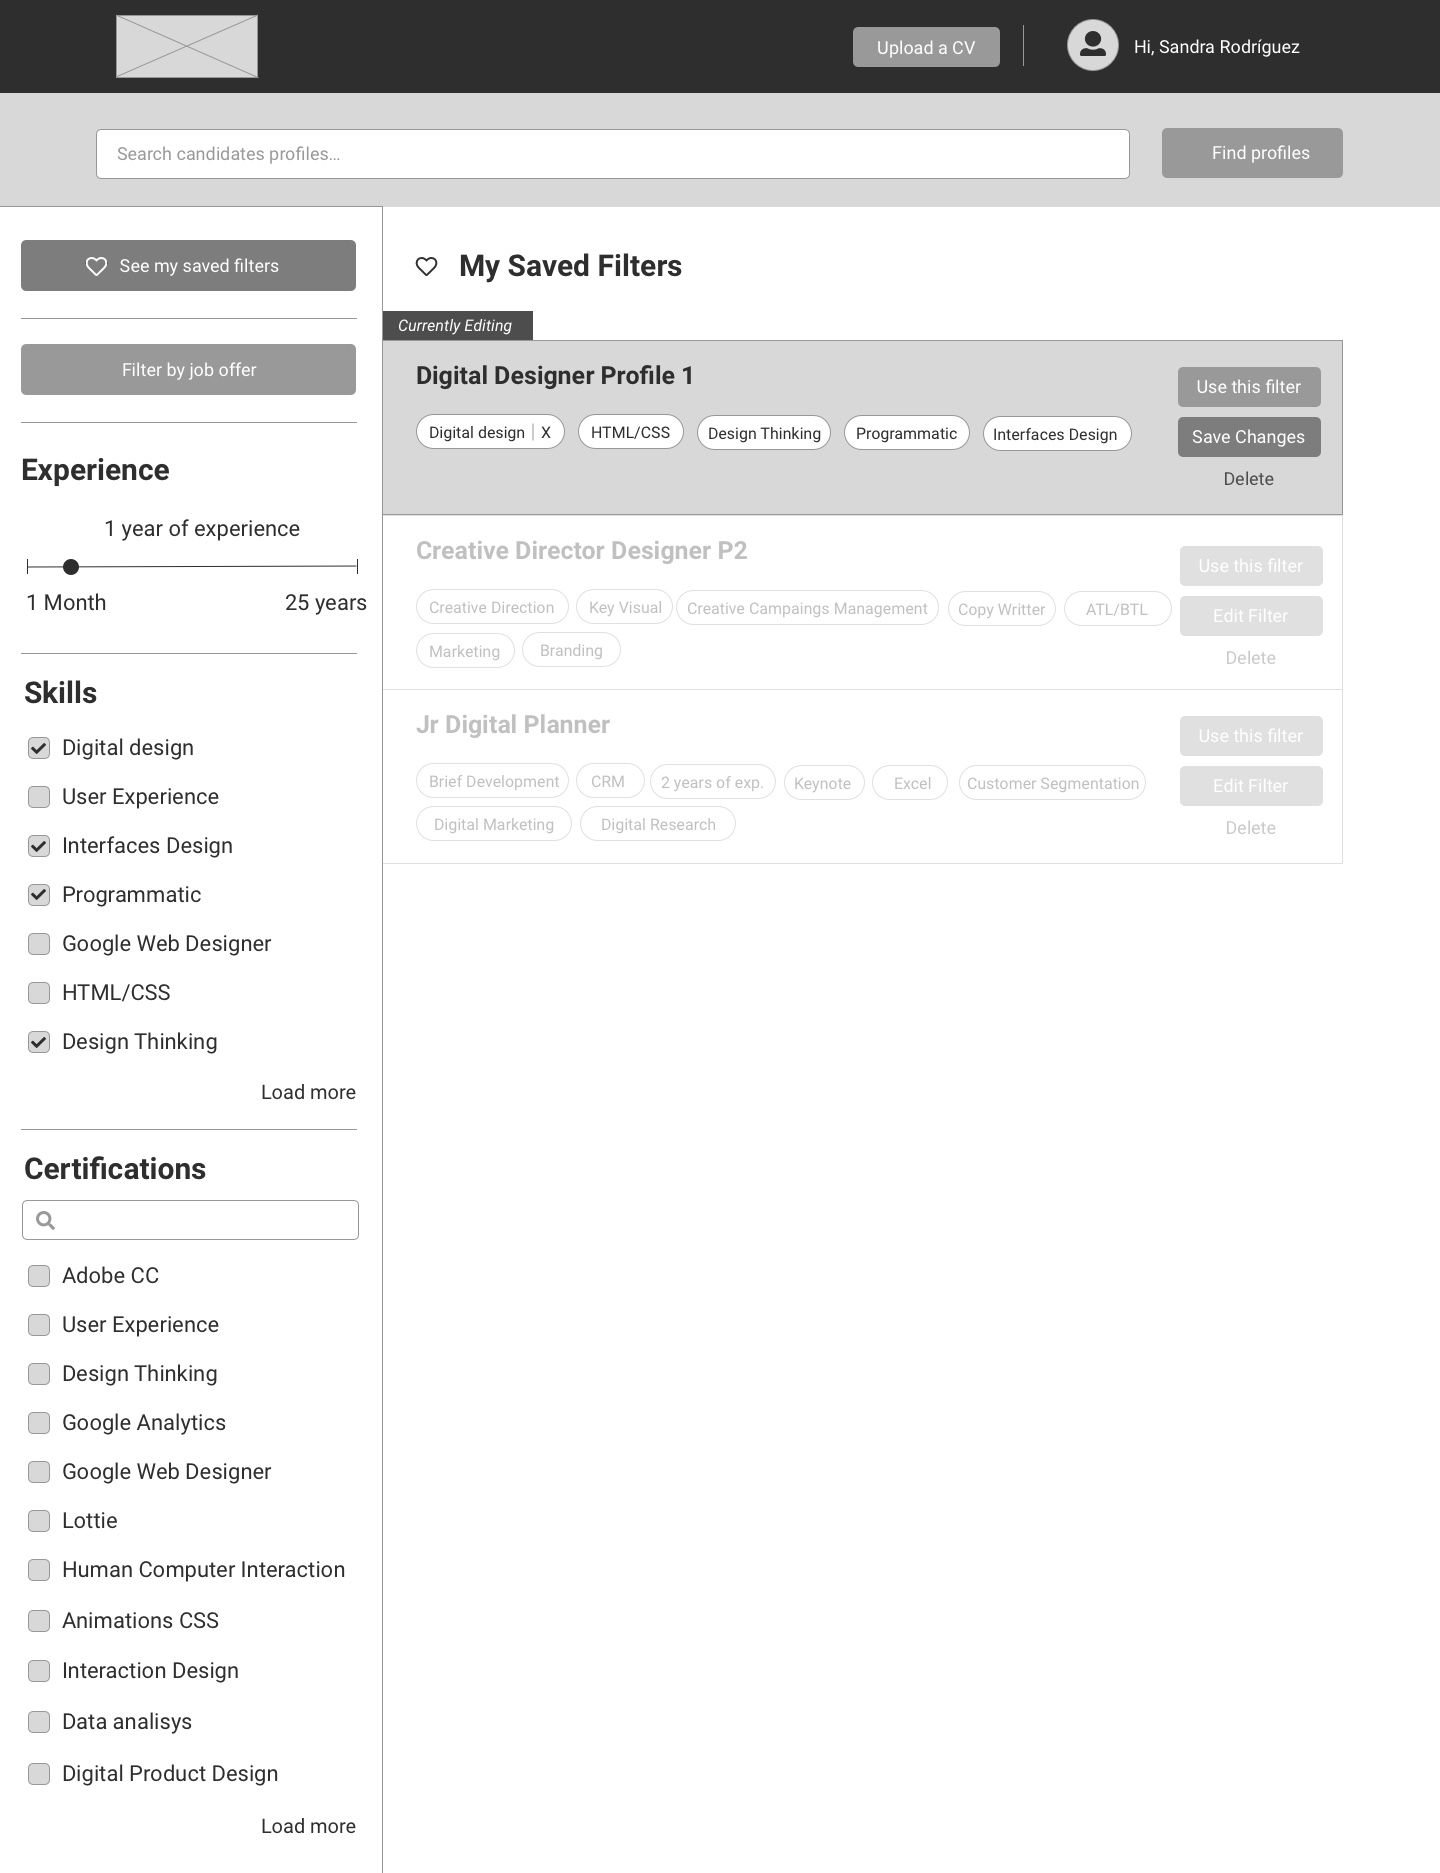 Upload a CV
Hi, Sandra Rodríguez
Search candidates profiles...
Find profiles
See my saved filters
Filter by job offer
Experience
1 year of experience
1 Month
25 years
Skills
Digital design
User Experience
Interfaces Design
Programmatic
Google Web Designer
HTML/CSS
Design Thinking
Load more
Certifications
Adobe CC
User Experience
Design Thinking
Google Analytics
Google Web Designer
Lottie
Human Computer Interaction
Animations CSS
Interaction Design
Data analisys
Digital Product Design
Load more
My Saved Filters
Currently Editing
Digital Designer Profile 1
Digital design | X
HTML/CSS
Design Thinking
Programmatic
Interfaces Design
Use this filter
Save Changes
Delete
Creative Director Designer P2
Creative Direction
Key Visual
Creative Campaings Management
Copy Writter
ATL/BTL
Marketing
Branding
Use this filter
Edit Filter
Delete
Jr Digital Planner
Brief Development
CRM
2 years of exp.
Keynote
Excel
Customer Segmentation
Digital Marketing
Digital Research
Use this filter
Edit Filter
Delete